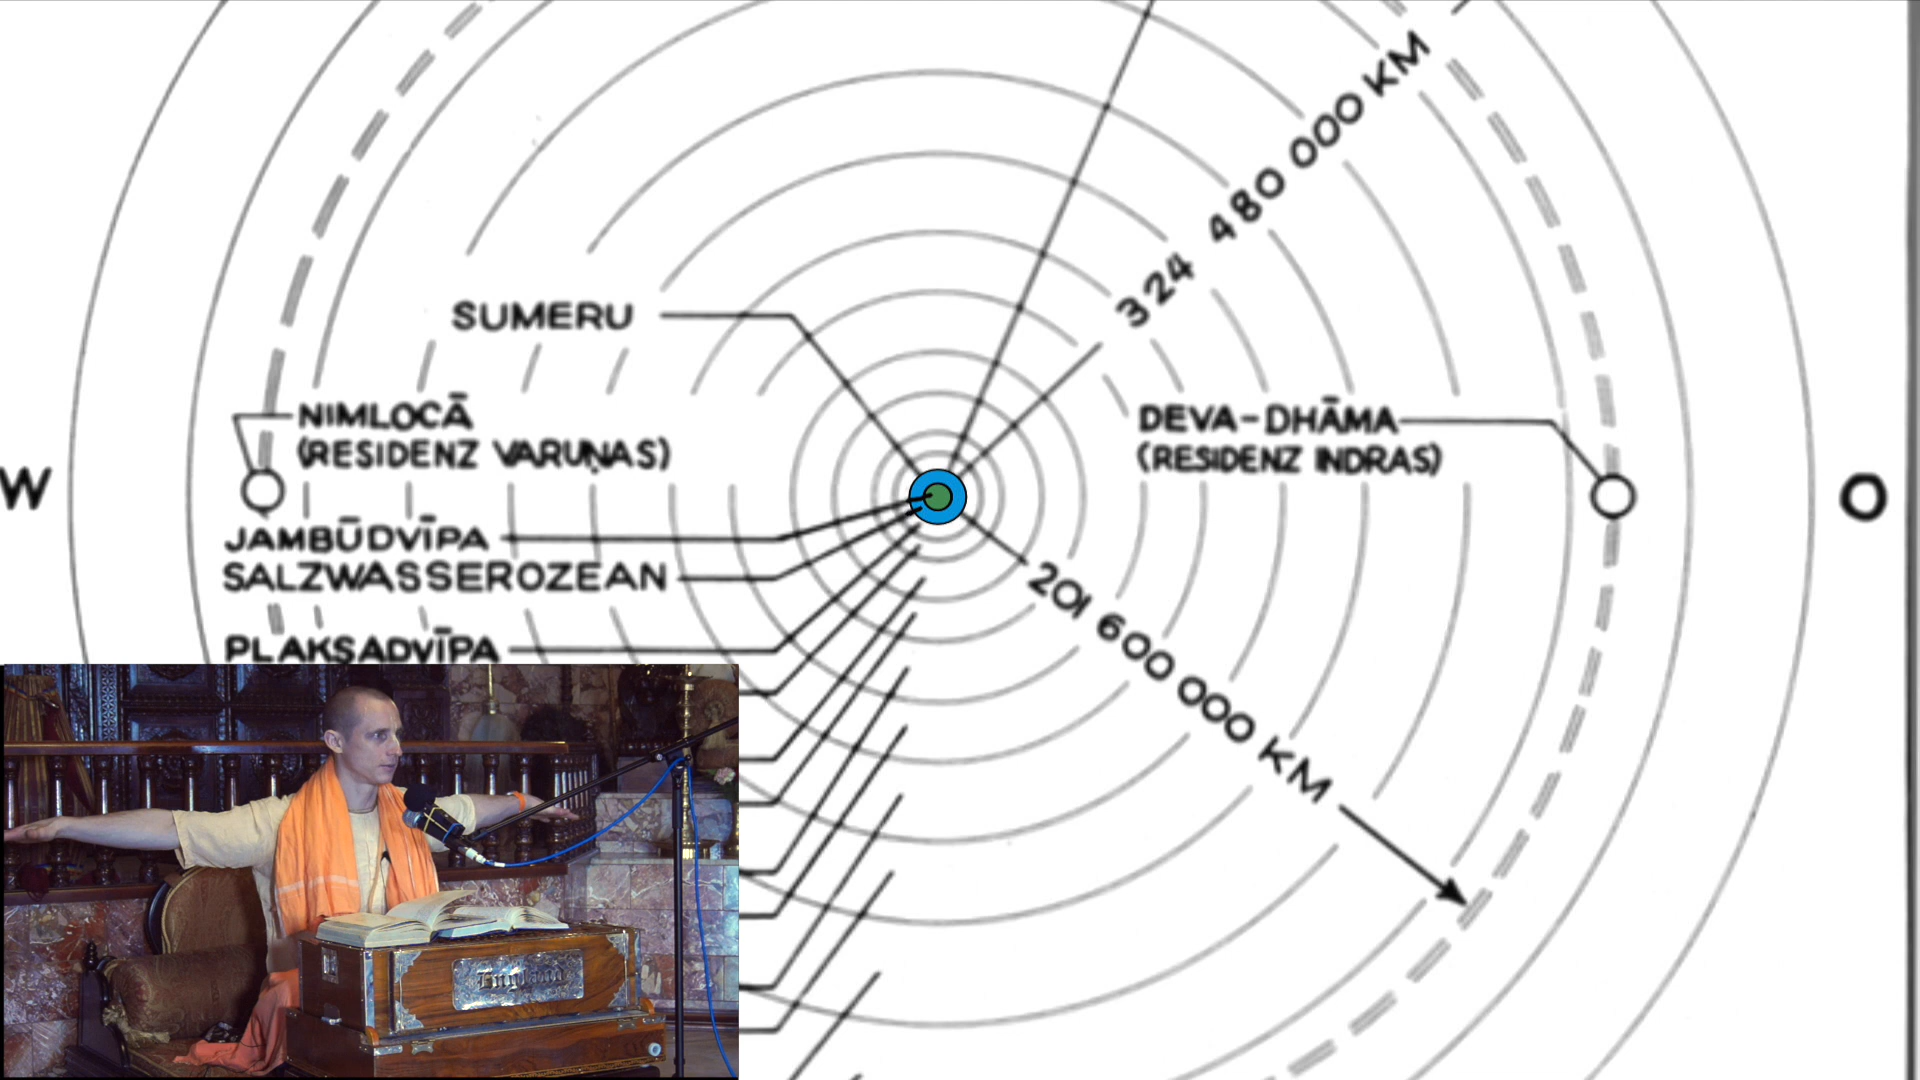 324 480 000 KM
SUMERU
NIMLOCĀ
(RESIDENZ VARUṆAS)
DEVA-DHĀMA
(RESIDENZ INDRAS)
W
O
JAMBŪDVĪPA
SALZWASSEROZEAN
201 600 000 KM
PLAKṢADVĪPA
England